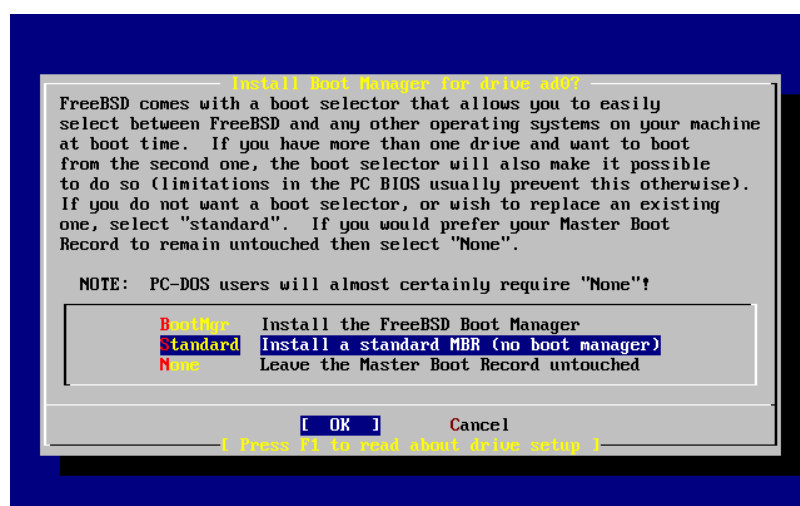 Install Boot Manager for drive ad0?
FreeBSD comes with a boot selector that allows you to easily
select between FreeBSD and any other operating systems on your machine
at boot time.  If you have more than one drive and want to boot
from the second one, the boot selector will also make it possible
to do so (limitations in the PC BIOS usually prevent this otherwise).
If you do not want a boot selector, or wish to replace an existing
one, select "standard".  If you would prefer your Master Boot
Record to remain untouched then select "None".
NOTE:  PC-DOS users will almost certainly require "None"!
BootMgr   Install the FreeBSD Boot Manager
Standard  Install a standard MBR (no boot manager)
None      Leave the Master Boot Record untouched
[  OK  ]       Cancel
[ Press F1 to read about drive setup ]